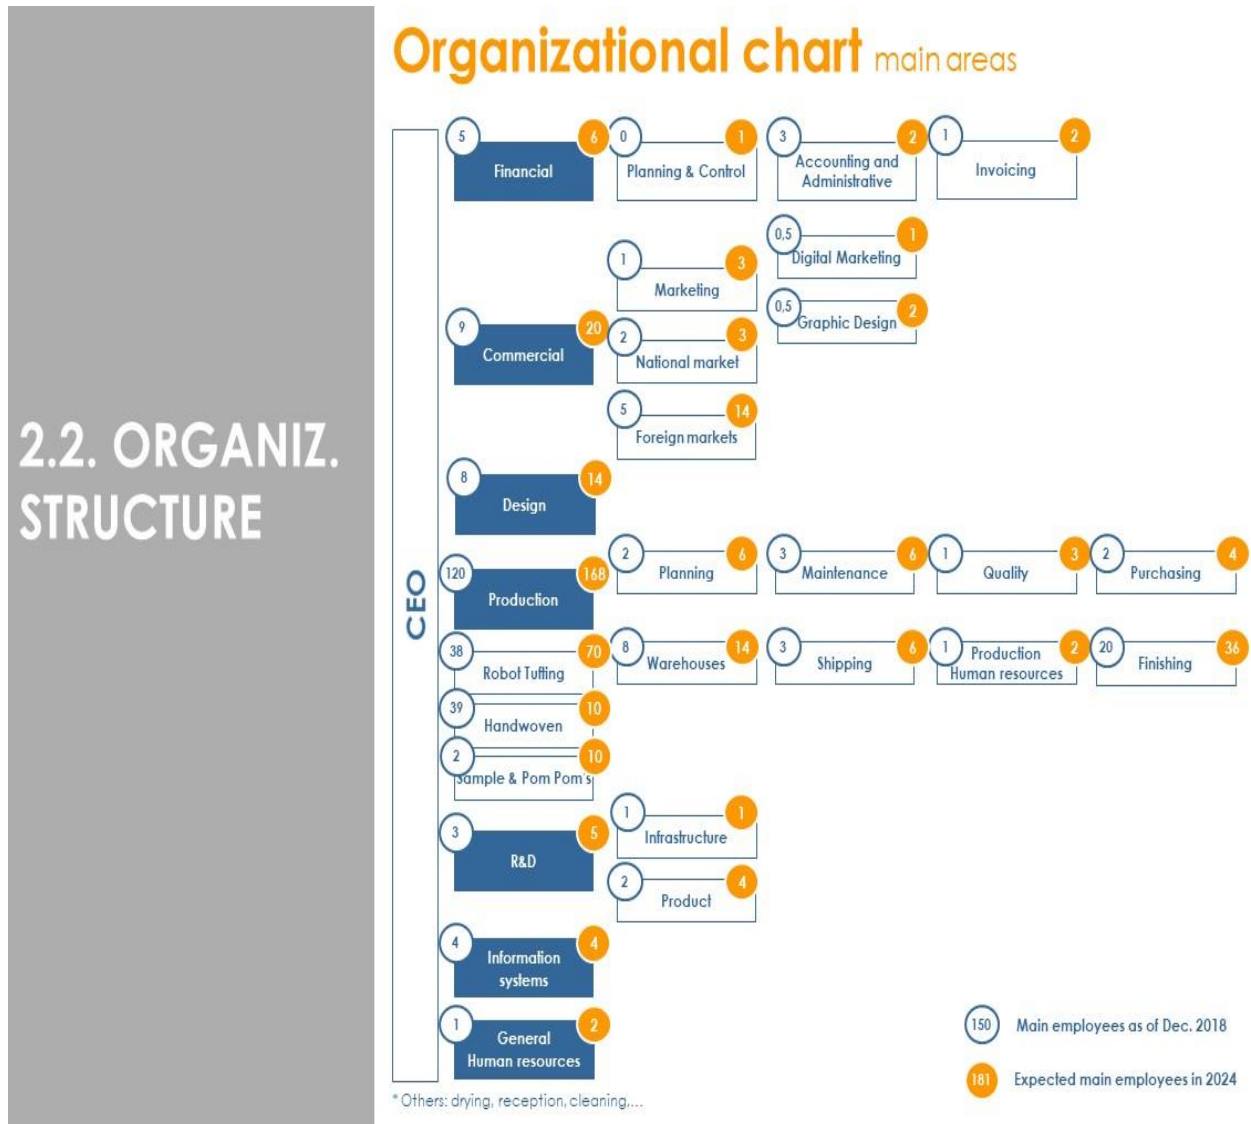 2.2. ORGANIZ.
STRUCTURE
Organizational chart main areas
CEO
5 6
Financial
0 1
Planning & Control
3 2
Accounting and
Administrative
1 2
Invoicing
9 20
Commercial
1 3
Marketing
0,5 1
Digital Marketing
0,5 2
Graphic Design
2 3
National market
5 14
Foreign markets
8 14
Design
120 168
Production
2 6
Planning
3 6
Maintenance
1 3
Quality
2 4
Purchasing
38 70
Robot Tufting
8 14
Warehouses
3 6
Shipping
1 2
Production
Human resources
20 36
Finishing
39 10
Handwoven
2 10
Sample & Pom Pom's
3 5
R&D
1 1
Infrastructure
2 4
Product
4 4
Information
systems
1 2
General
Human resources
150 Main employees as of Dec. 2018
181 Expected main employees in 2024
* Others: drying, reception, cleaning,...